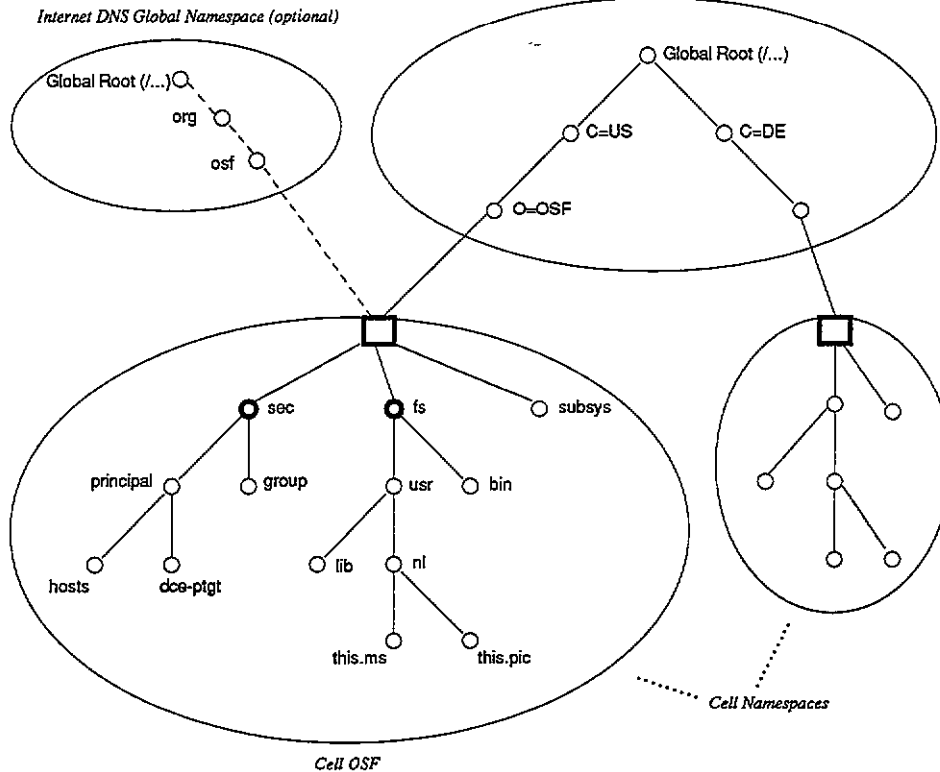 Internet DNS Global Namespace (optional)
Global Root (/...)
org
osf
Global Root (/...)
C=US
C=DE
O=OSF
sec
fs
subsys
principal
group
usr
bin
hosts
dce-ptgt
lib
nl
this.ms
this.pic
Cell Namespaces
Cell OSF